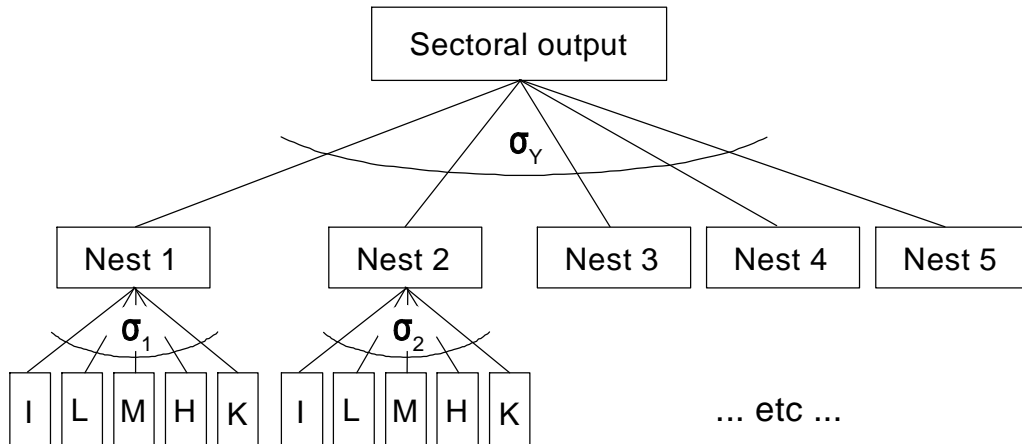 Sectoral output
σY
Nest 1 Nest 2 Nest 3 Nest 4 Nest 5
σ1 σ2
I L M H K I L M H K ... etc ...